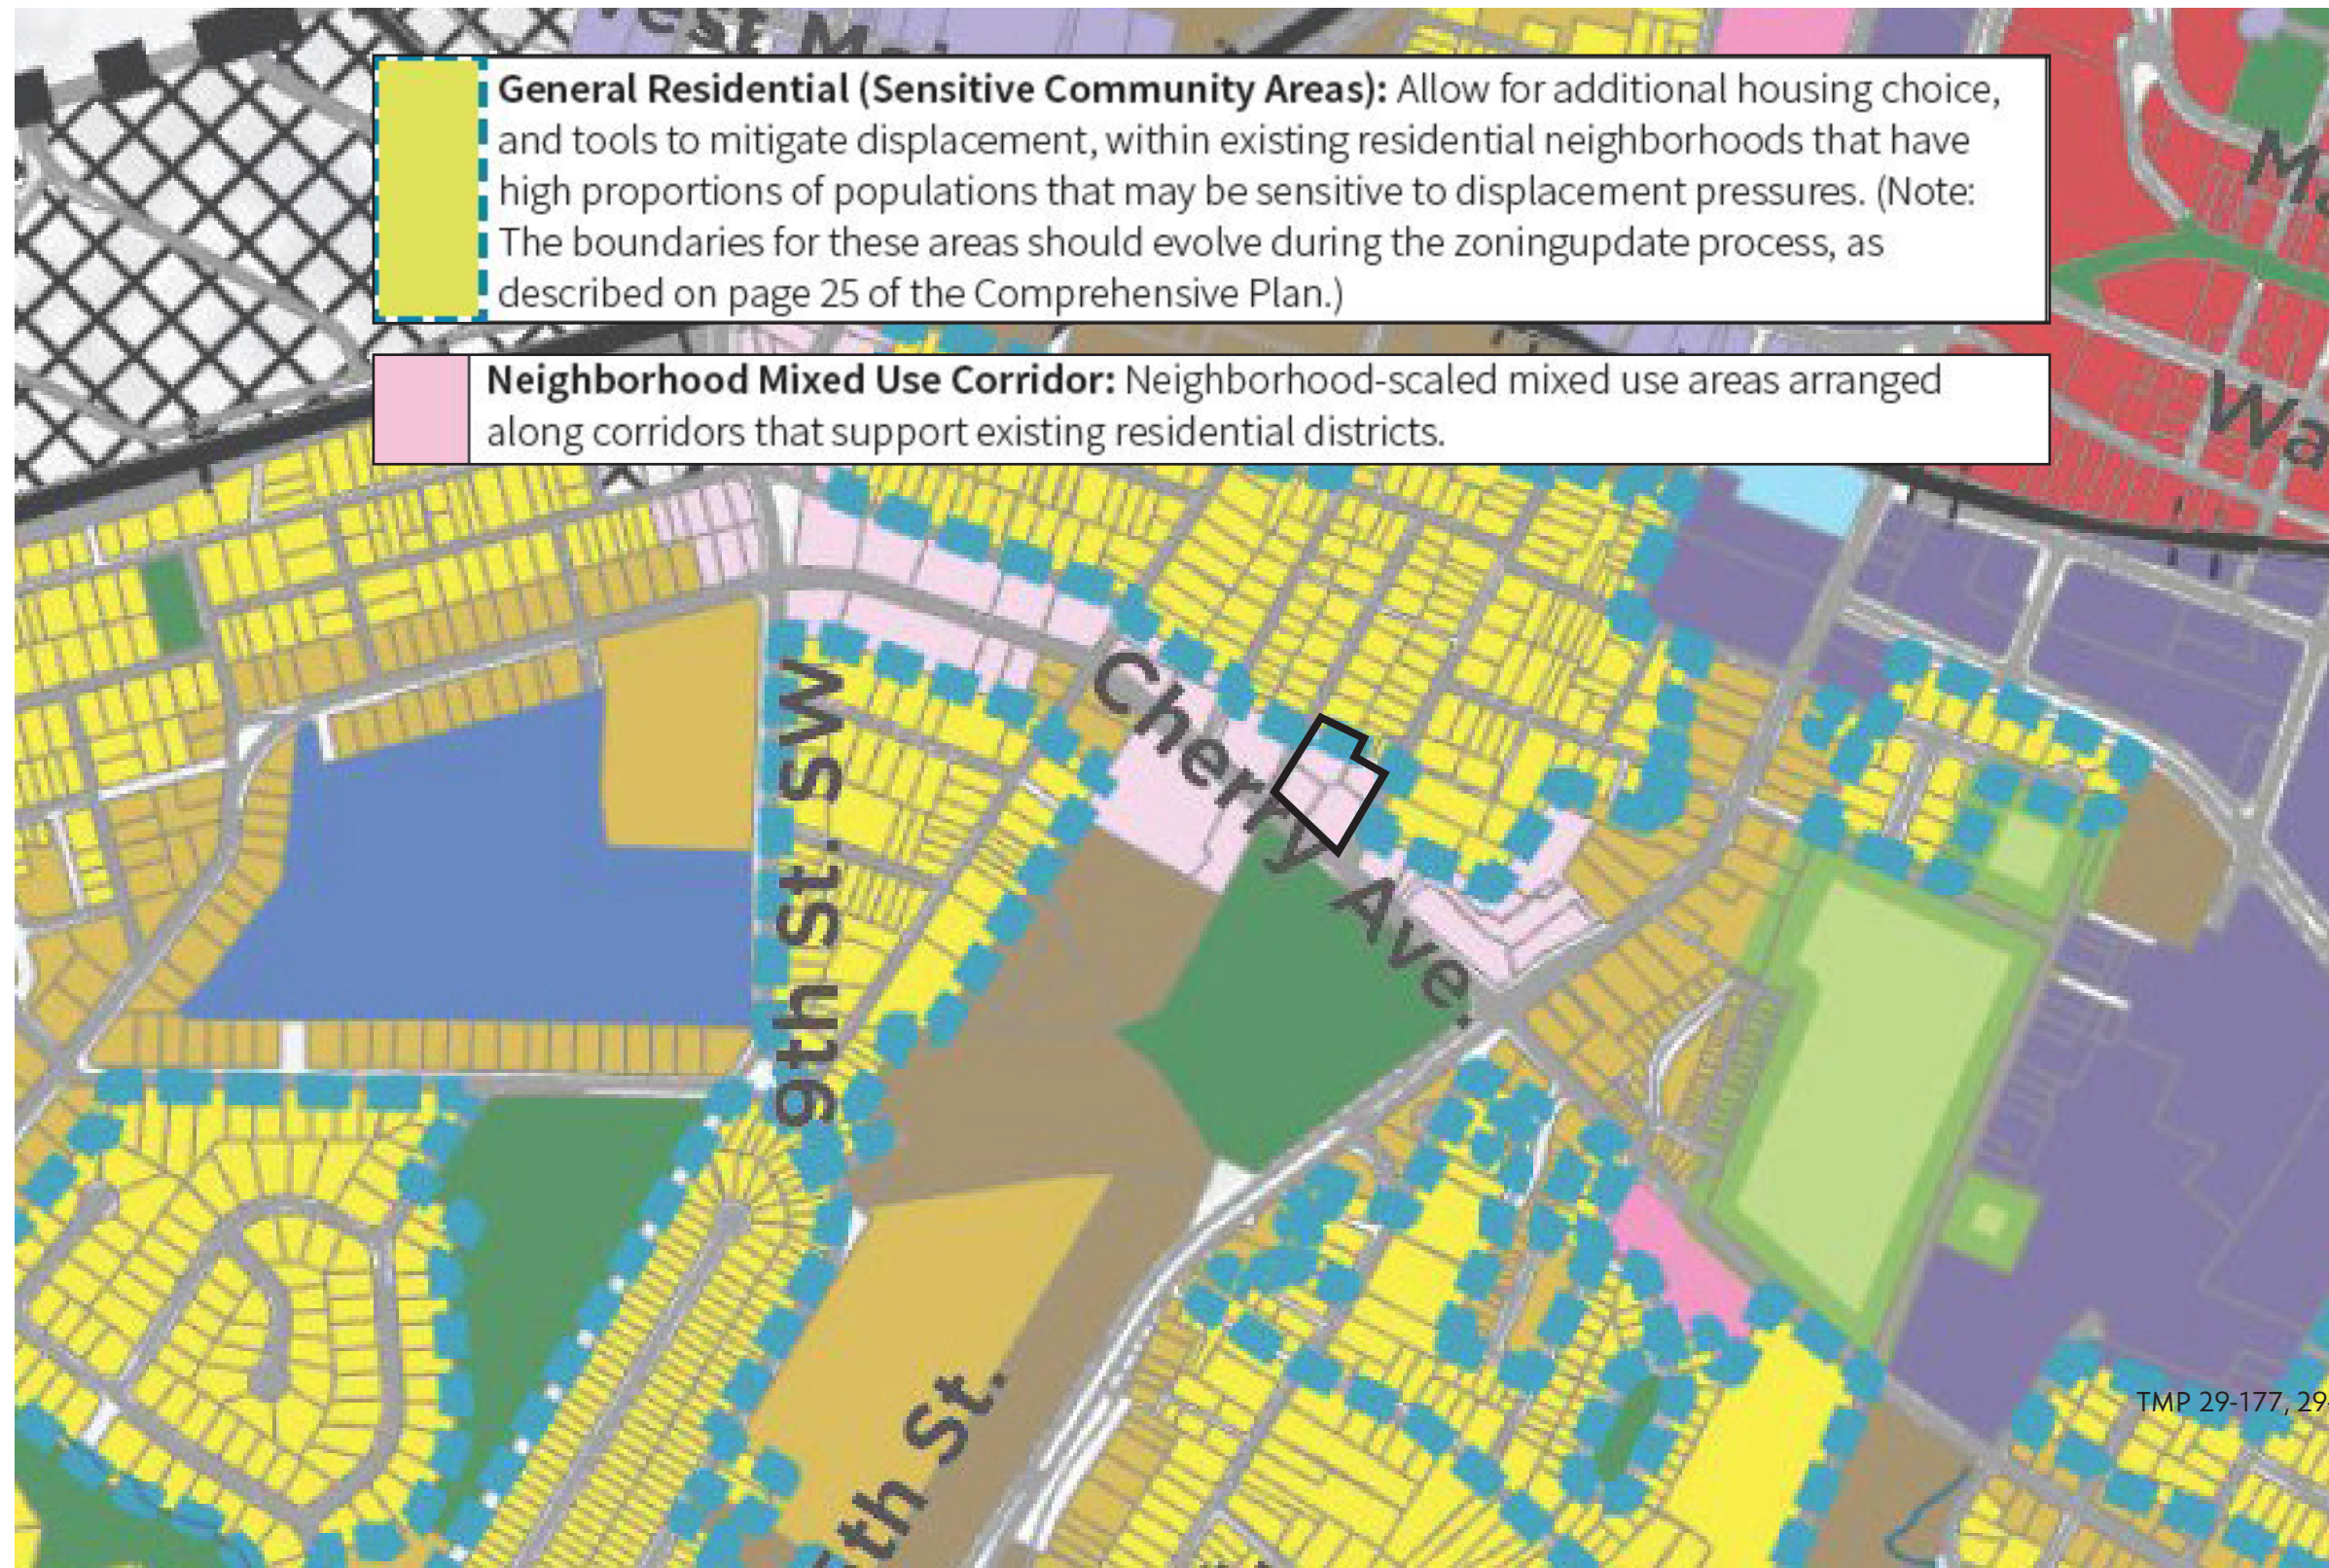 General Residential (Sensitive Community Areas): Allow for additional housing choice,
and tools to mitigate displacement, within existing residential neighborhoods that have
high proportions of populations that may be sensitive to displacement pressures. (Note:
The boundaries for these areas should evolve during the zoningupdate process, as
described on page 25 of the Comprehensive Plan.)
Neighborhood Mixed Use Corridor: Neighborhood-scaled mixed use areas arranged
along corridors that support existing residential districts.
Cherry Ave.
9th St. SW
5th St.
TMP 29-177, 29-